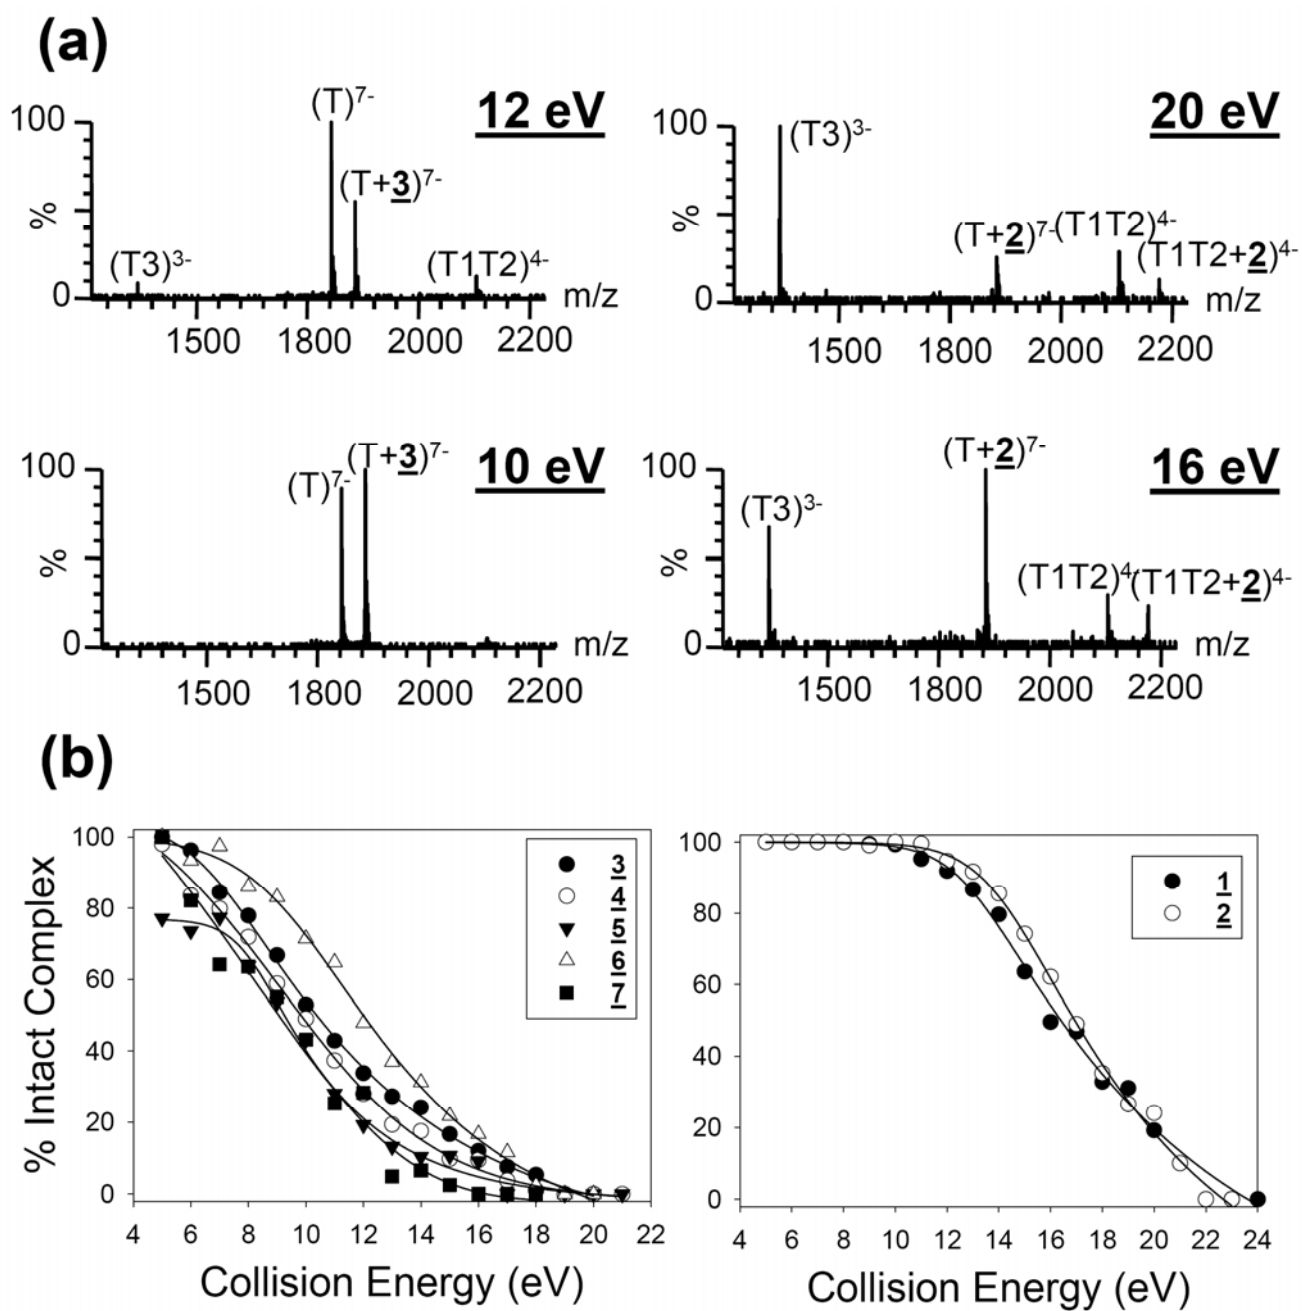 (a)
12 eV
100
%
0
(T)7-
(T+3)7-
(T3)3-
(T1T2)4-
m/z
1500 1800 2000 2200
20 eV
100
%
0
(T3)3-
(T+2)7-
(T1T2)4-
(T1T2+2)4-
m/z
1500 1800 2000 2200
10 eV
100
%
0
(T)7-
(T+3)7-
m/z
1500 1800 2000 2200
16 eV
100
%
0
(T+2)7-
(T3)3-
(T1T2)4-
(T1T2+2)4-
m/z
1500 1800 2000 2200
(b)
% Intact Complex
100
80
60
40
20
0
3
4
5
6
7
4 6 8 10 12 14 16 18 20 22
Collision Energy (eV)
100
80
60
40
20
0
1
2
4 6 8 10 12 14 16 18 20 22 24
Collision Energy (eV)